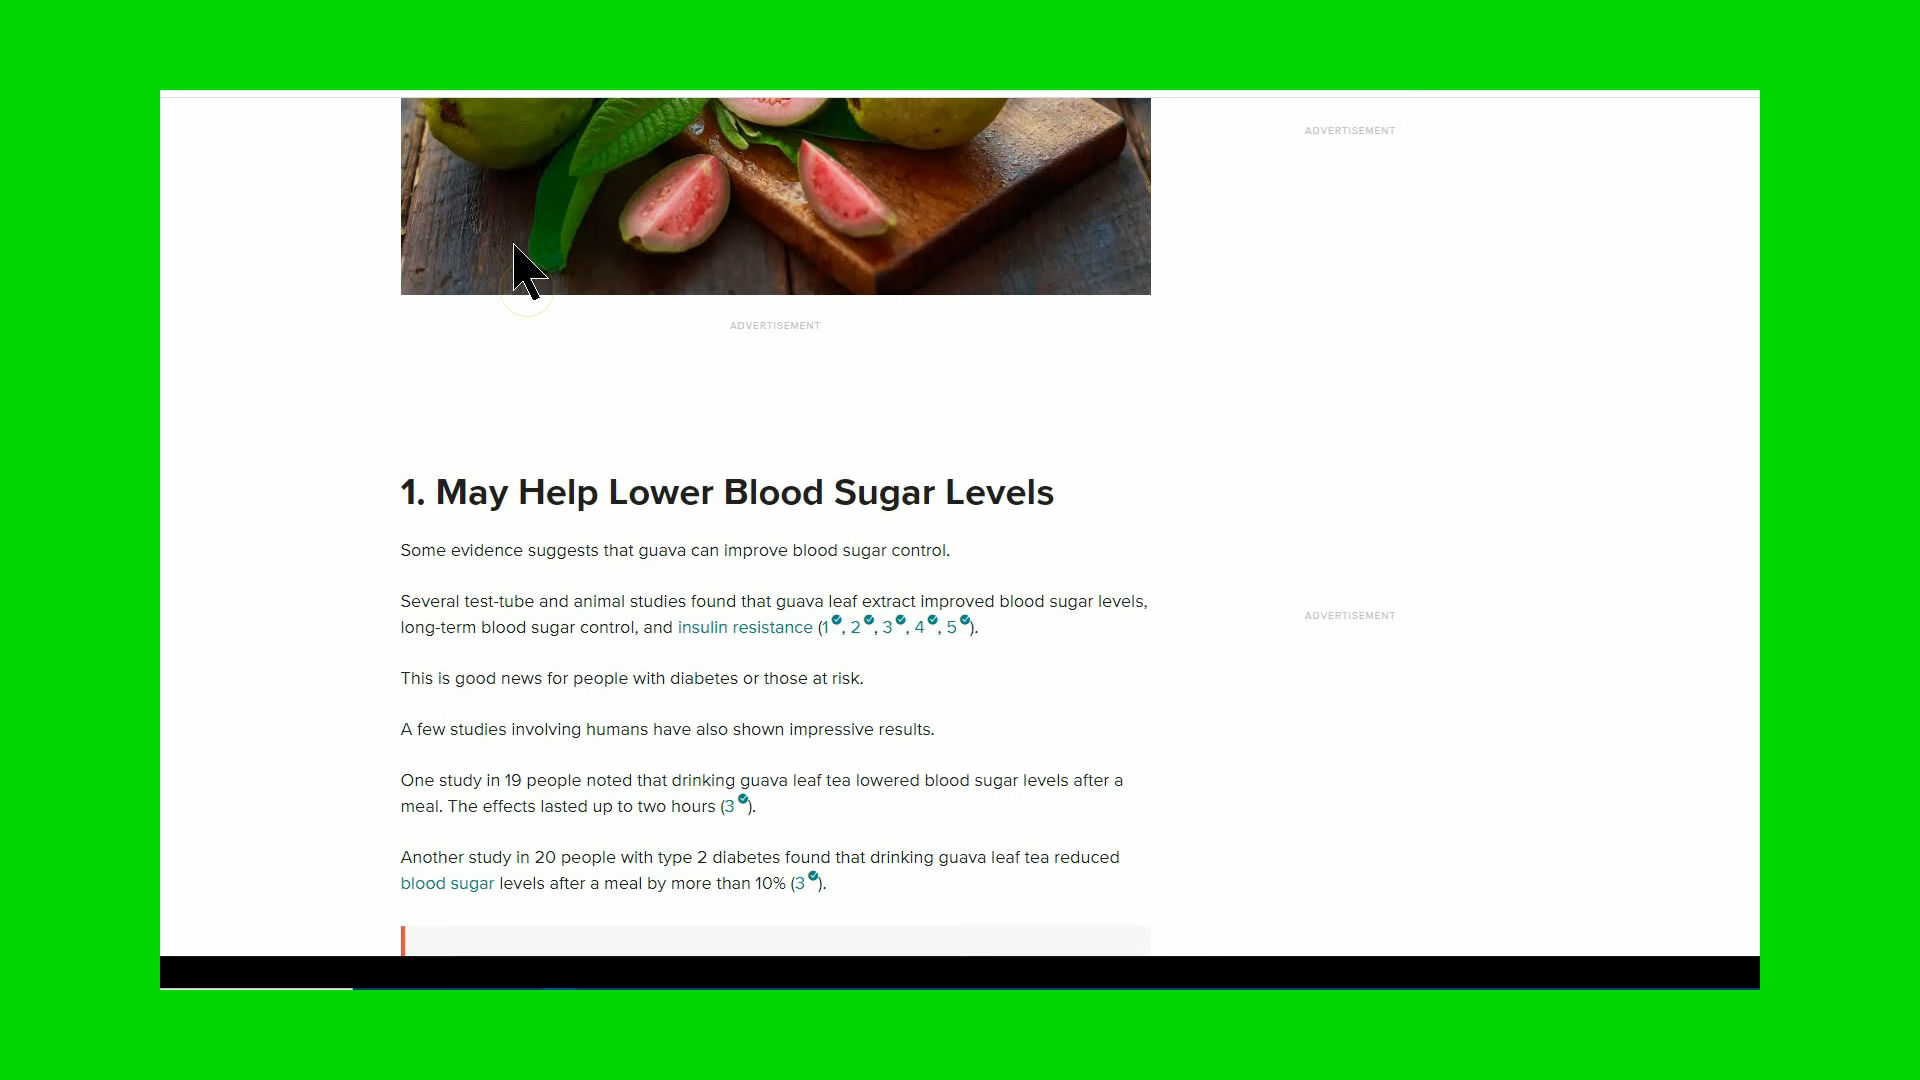 ADVERTISEMENT
ADVERTISEMENT
1. May Help Lower Blood Sugar Levels
Some evidence suggests that guava can improve blood sugar control.
Several test-tube and animal studies found that guava leaf extract improved blood sugar levels,
long-term blood sugar control, and insulin resistance (1, 2, 3, 4, 5).
ADVERTISEMENT
This is good news for people with diabetes or those at risk.
A few studies involving humans have also shown impressive results.
One study in 19 people noted that drinking guava leaf tea lowered blood sugar levels after a
meal. The effects lasted up to two hours (3).
Another study in 20 people with type 2 diabetes found that drinking guava leaf tea reduced
blood sugar levels after a meal by more than 10% (3).